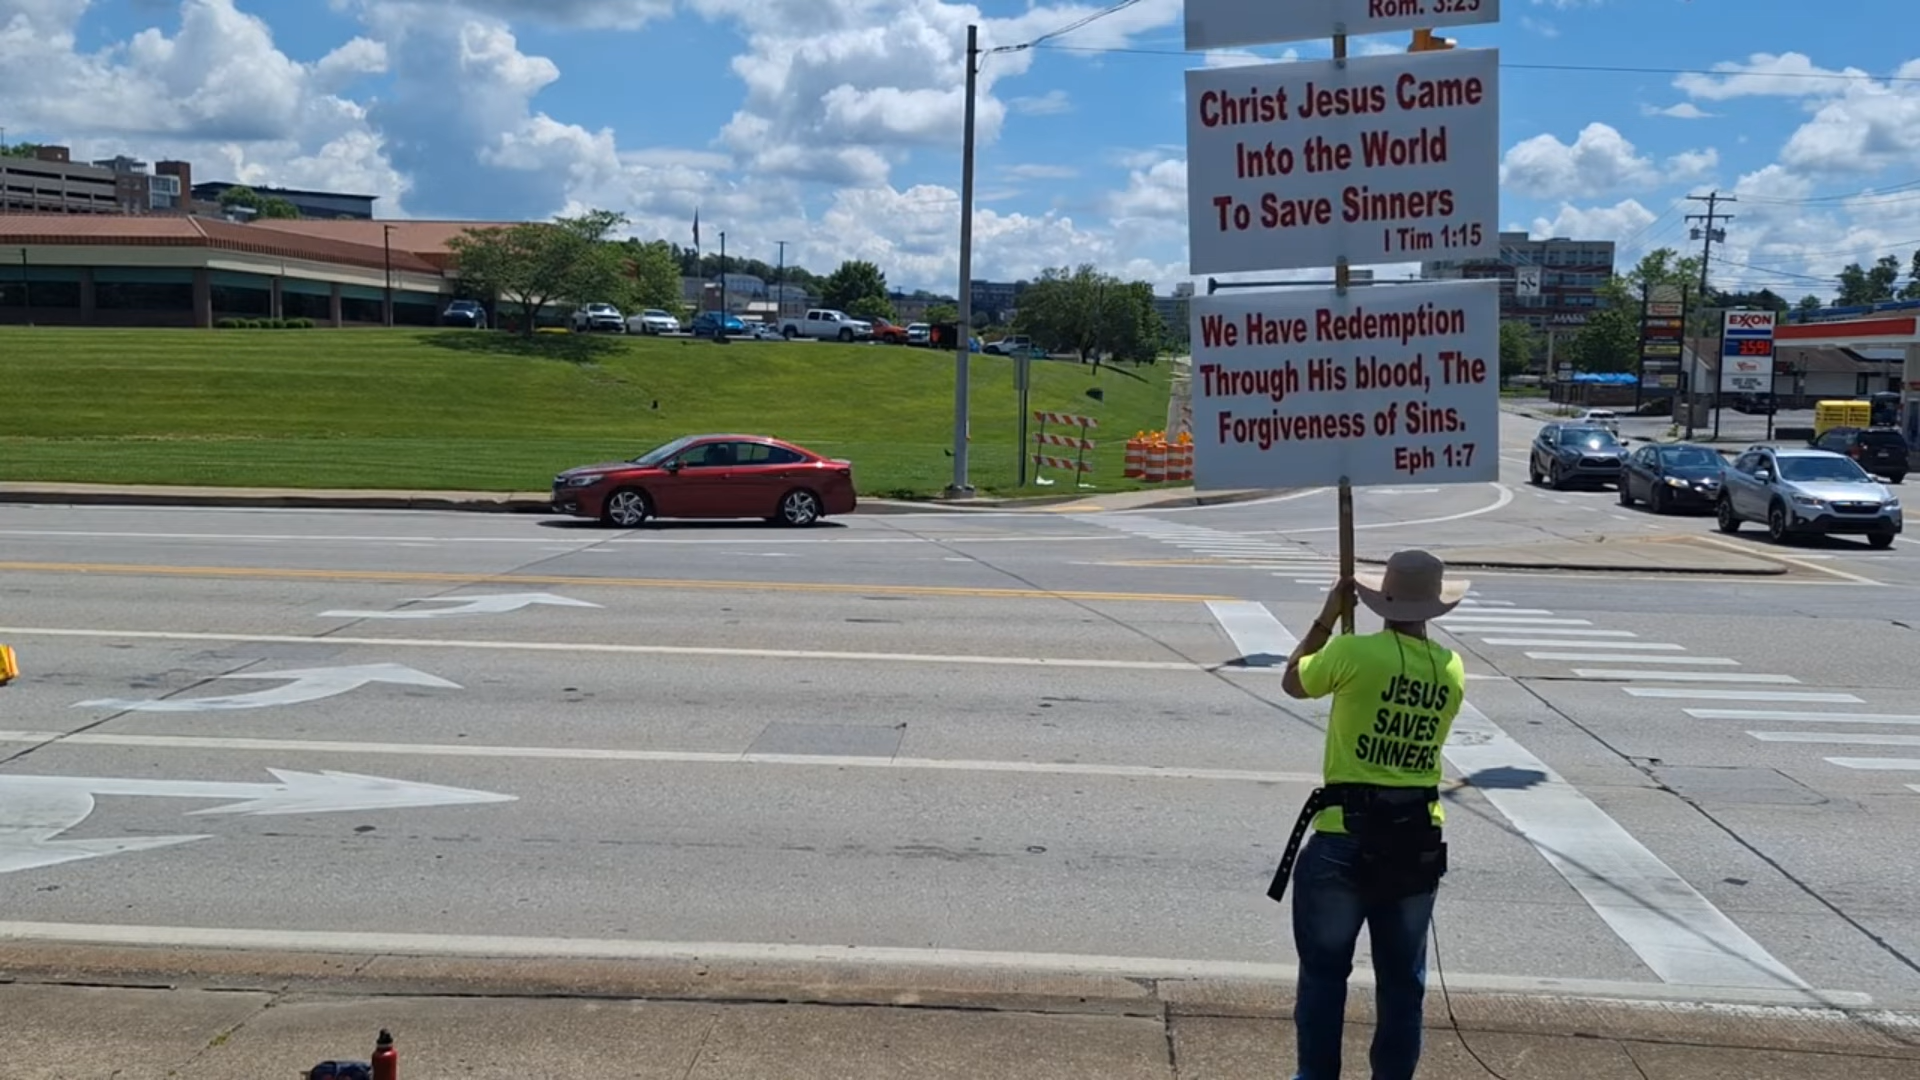 Rom. 3:23
Christ Jesus Came
Into the World
To Save Sinners
I Tim 1:15
We Have Redemption
Through His blood, The
Forgiveness of Sins.
Eph 1:7
EXXON
3.59
JESUS
SAVES
SINNERS